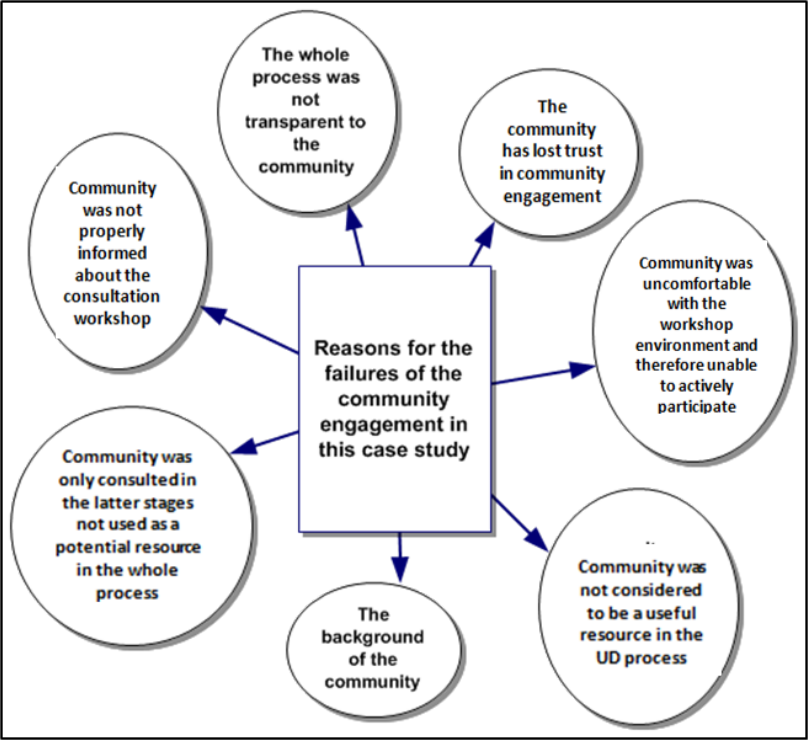 The whole
process was
not
transparent to
the
community
The
community
has lost trust
in community
engagement
Community
was not
properly
informed
about the
consultation
workshop
Community was
uncomfortable
with the
workshop
environment and
therefore unable
to actively
participate
Reasons for the
failures of the
community
engagement in
this case study
Community was
only consulted in
the latter stages
not used as a
potential resource
in the whole
process
Community was
not considered
to be a useful
resource in the
UD process
The
background
of the
community